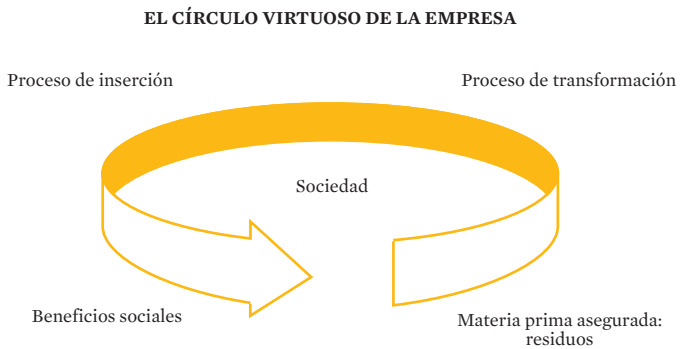 EL CÍRCULO VIRTUOSO DE LA EMPRESA
Proceso de inserción
Proceso de transformación
Sociedad
Beneficios sociales
Materia prima asegurada:
residuos